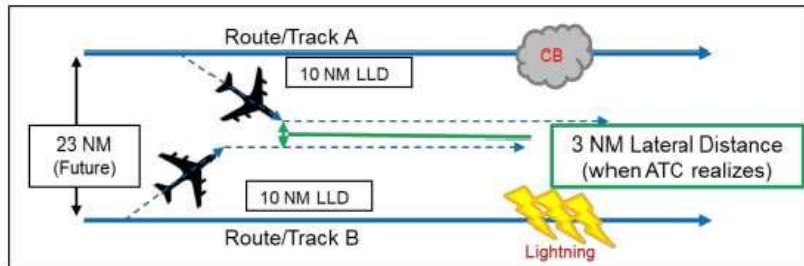 Route/Track A
10 NM LLD
CB
23 NM
(Future)
3 NM Lateral Distance
(when ATC realizes)
10 NM LLD
Route/Track B
Lightning